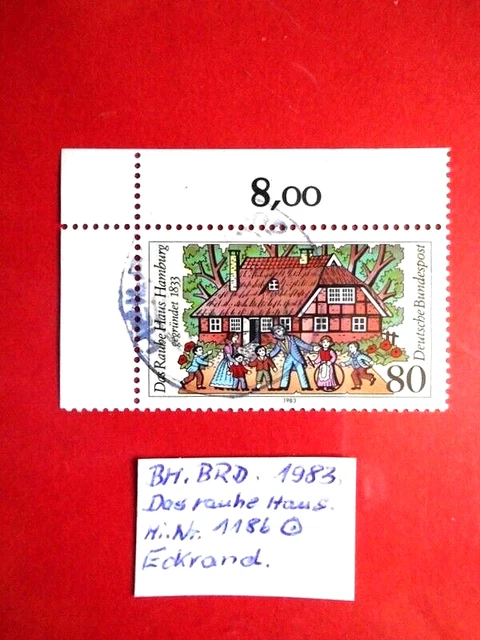 8,00
Das Rauhe Haus Hamburg
gegründet 1833
Deutsche Bundespost
80
1983
BM. BRD. 1983.
Das rauhe Haus.
Mi. Nr. 1186 ⊙
Eckrand.